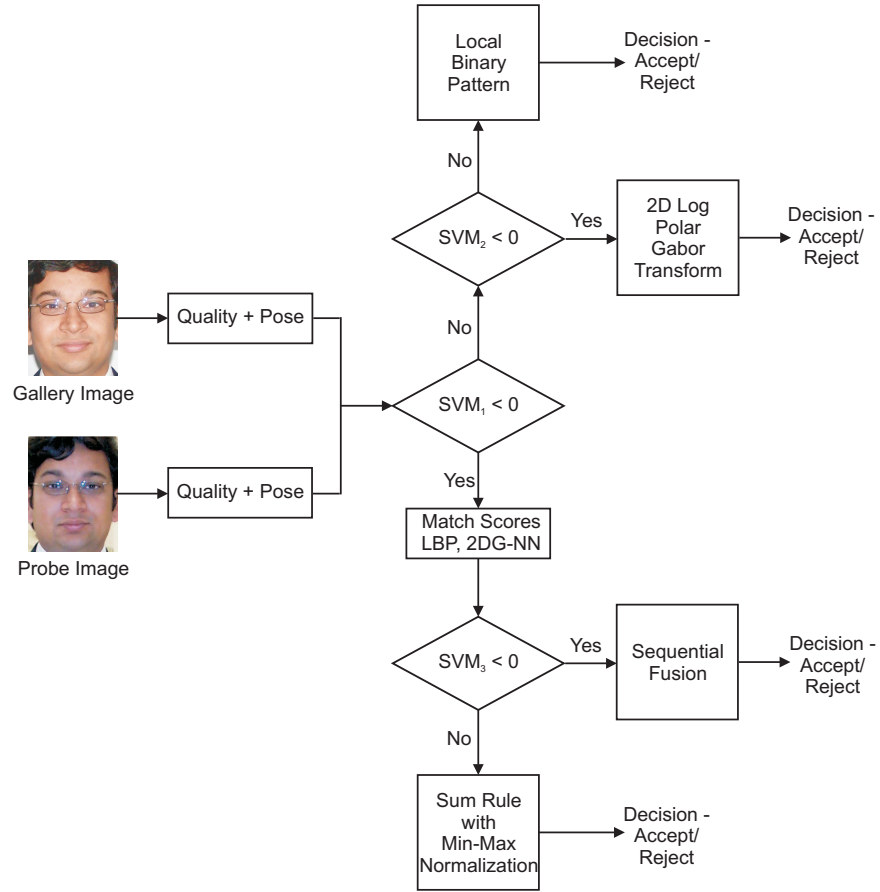 Local
Binary
Pattern
Decision -
Accept/
Reject
No
SVM₂ < 0
Yes
2D Log
Polar
Gabor
Transform
Decision -
Accept/
Reject
No
Quality + Pose
Gallery Image
SVM₁ < 0
Quality + Pose
Probe Image
Yes
Match Scores
LBP, 2DG-NN
SVM₃ < 0
Yes
Sequential
Fusion
Decision -
Accept/
Reject
No
Sum Rule
with
Min-Max
Normalization
Decision -
Accept/
Reject